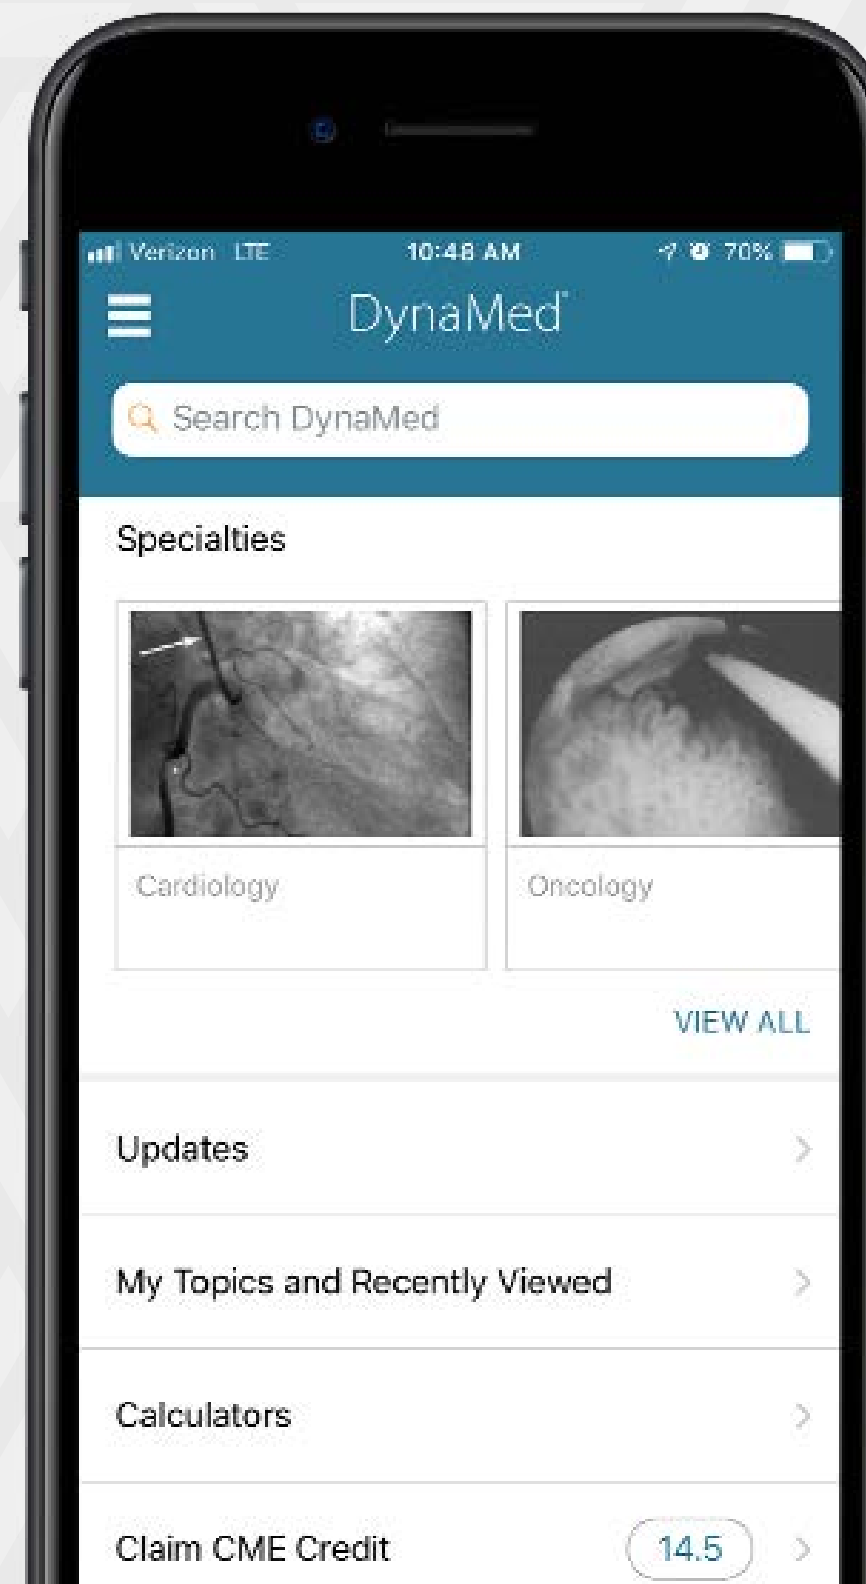 Verizon LTE 10:48 AM 70%
DynaMed
Search DynaMed
Specialties
Cardiology Oncology
VIEW ALL
Updates
My Topics and Recently Viewed
Calculators
Claim CME Credit 14.5